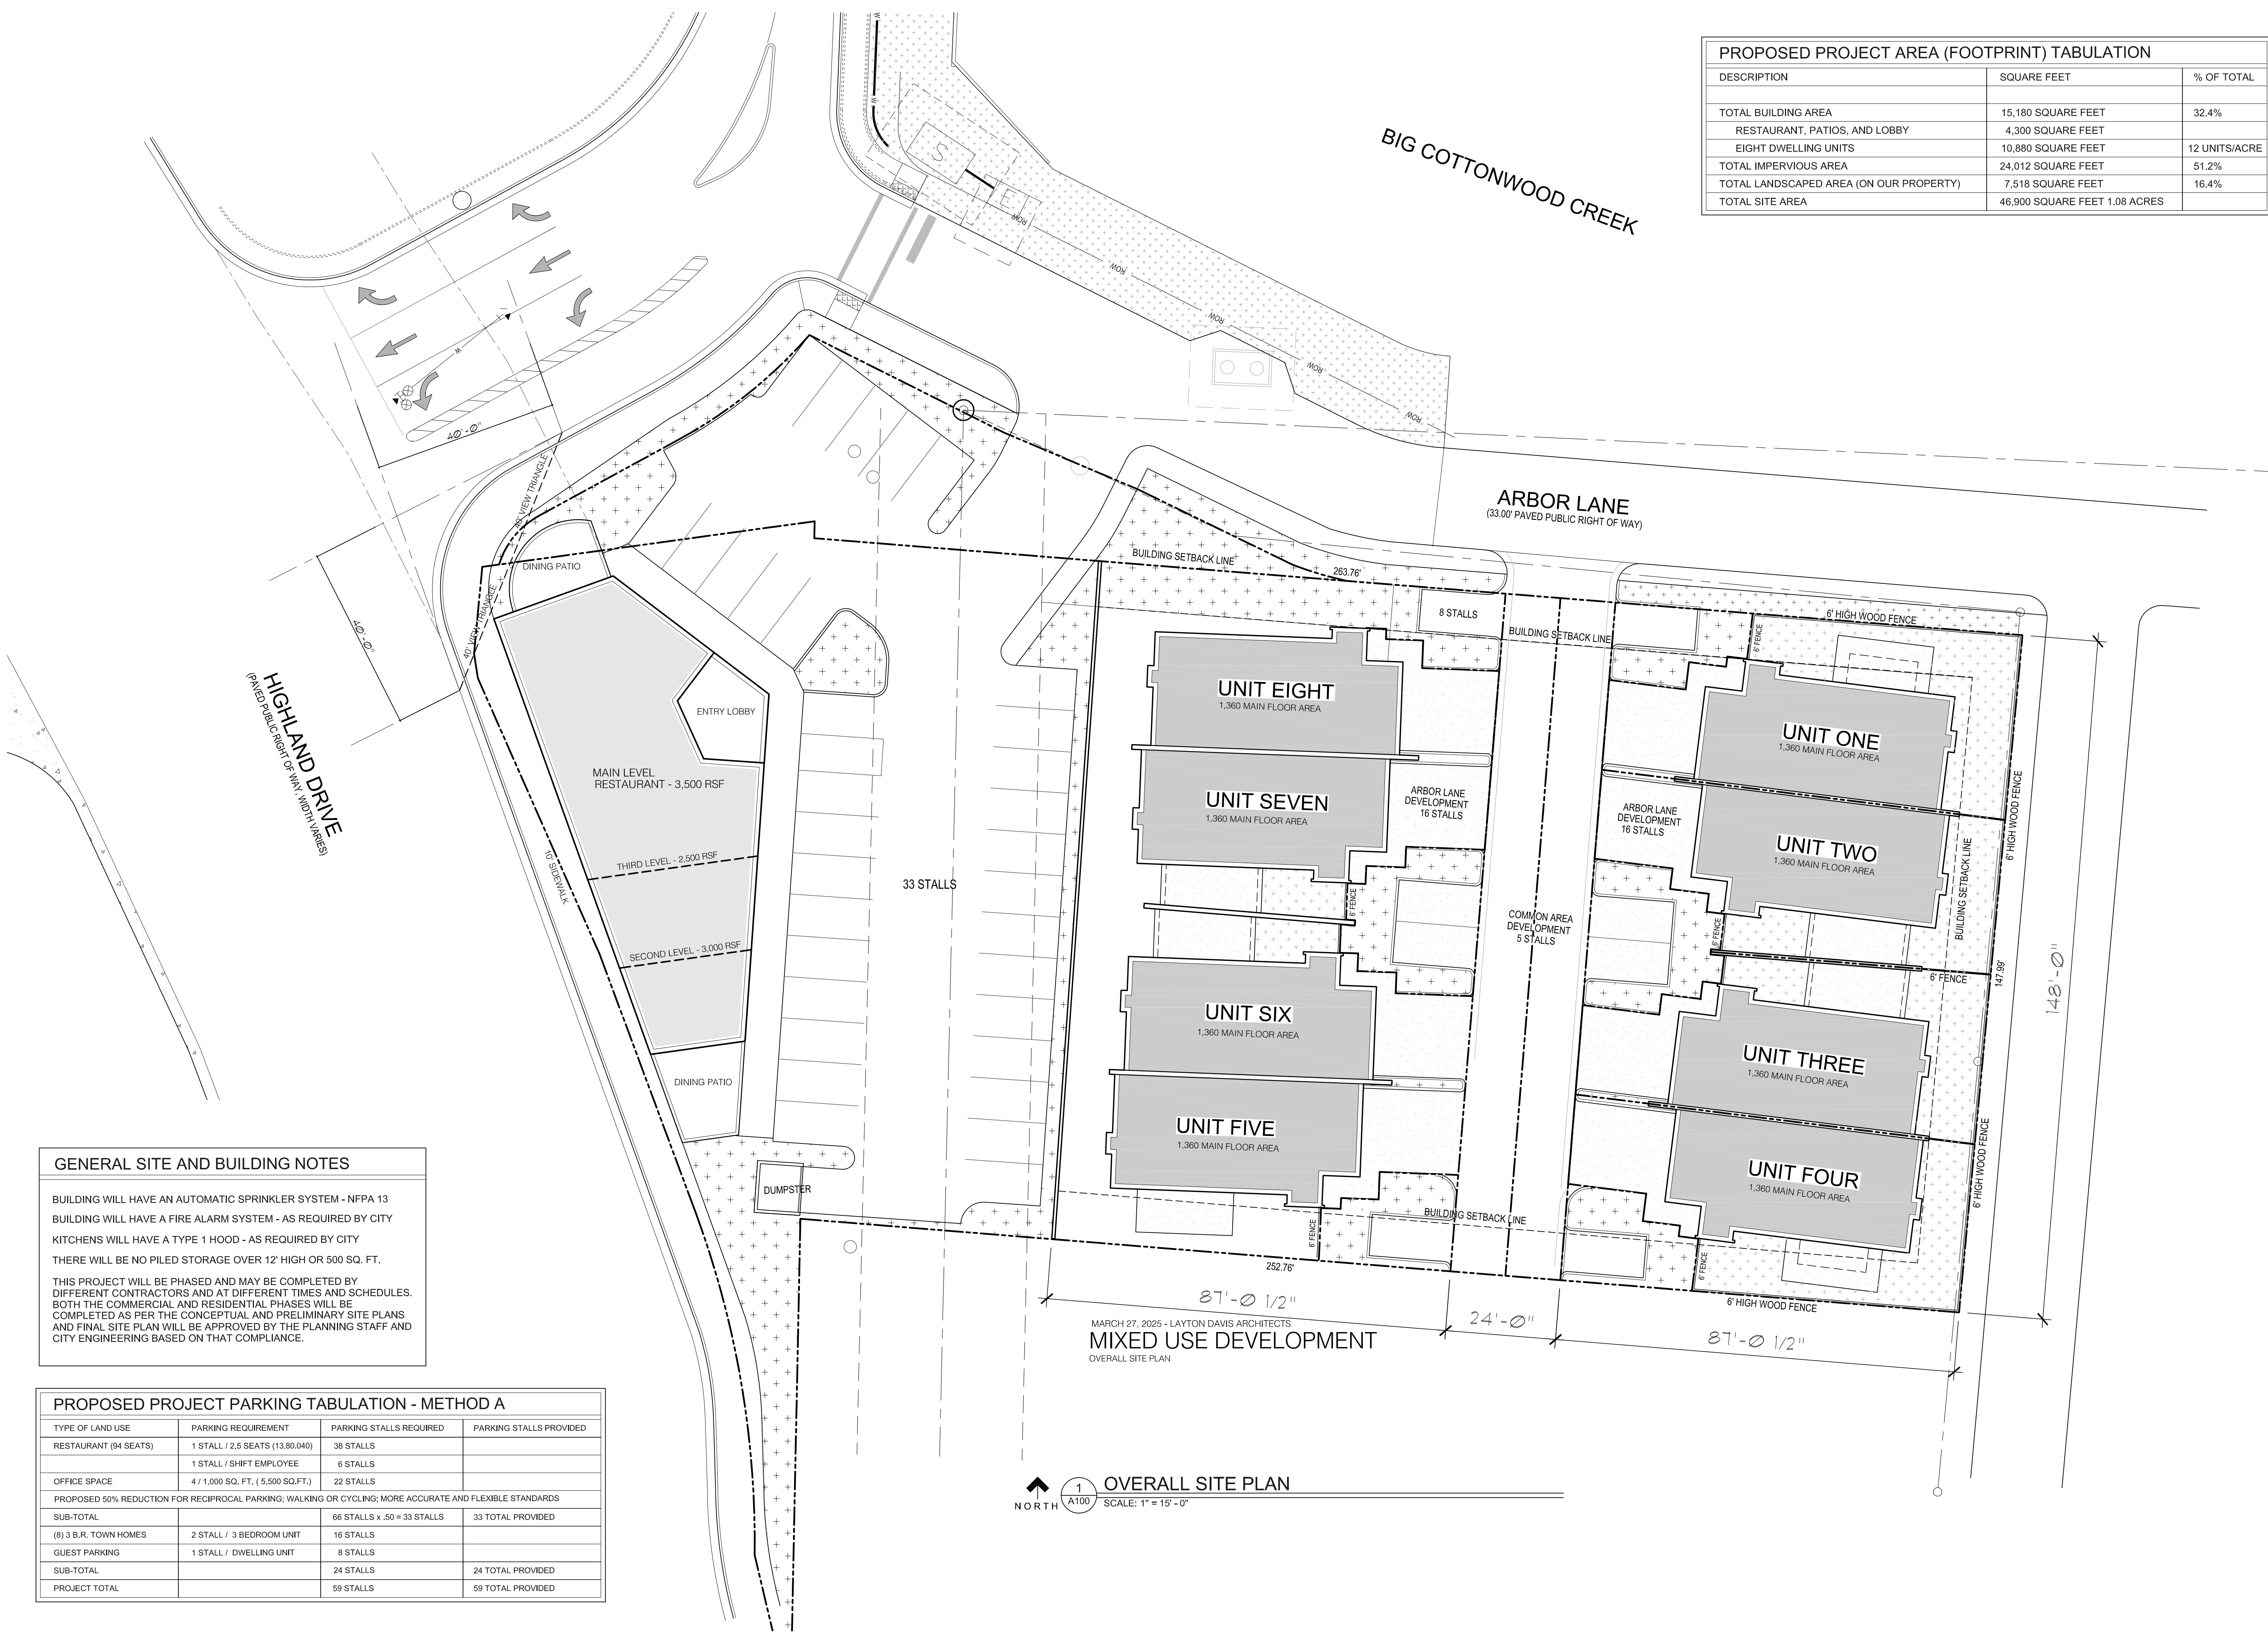 PROPOSED PROJECT AREA (FOOTPRINT) TABULATION
DESCRIPTION SQUARE FEET % OF TOTAL
TOTAL BUILDING AREA 15,180 SQUARE FEET 32.4%
RESTAURANT, PATIOS, AND LOBBY 4,300 SQUARE FEET
EIGHT DWELLING UNITS 10,880 SQUARE FEET 12 UNITS/ACRE
TOTAL IMPERVIOUS AREA 24,012 SQUARE FEET 51.2%
TOTAL LANDSCAPED AREA (ON OUR PROPERTY) 7,518 SQUARE FEET 16.4%
TOTAL SITE AREA 46,900 SQUARE FEET 1.08 ACRES
BIG COTTONWOOD CREEK
W
W
S
E
ROW
ROW
ROW
ROW
ROW
W
40'-0"
40'-0"
40' VIEW TRIANGLE
40' VIEW TRIANGLE
ARBOR LANE
(33.00' PAVED PUBLIC RIGHT OF WAY)
HIGHLAND DRIVE
(PAVED PUBLIC RIGHT OF WAY, WIDTH VARIES)
DINING PATIO
ENTRY LOBBY
MAIN LEVEL
RESTAURANT - 3,500 RSF
THIRD LEVEL - 2,500 RSF
SECOND LEVEL - 3,000 RSF
10' SIDEWALK
DINING PATIO
DUMPSTER
33 STALLS
BUILDING SETBACK LINE
263.76'
8 STALLS
BUILDING SETBACK LINE
6' HIGH WOOD FENCE
6' FENCE
UNIT EIGHT
1,360 MAIN FLOOR AREA
UNIT SEVEN
1,360 MAIN FLOOR AREA
ARBOR LANE
DEVELOPMENT
16 STALLS
6' FENCE
UNIT SIX
1,360 MAIN FLOOR AREA
UNIT FIVE
1,360 MAIN FLOOR AREA
6' FENCE
COMMON AREA
DEVELOPMENT
5 STALLS
UNIT ONE
1,360 MAIN FLOOR AREA
ARBOR LANE
DEVELOPMENT
16 STALLS
UNIT TWO
1,360 MAIN FLOOR AREA
6' FENCE
6' FENCE
UNIT THREE
1,360 MAIN FLOOR AREA
UNIT FOUR
1,360 MAIN FLOOR AREA
6' FENCE
BUILDING SETBACK LINE
6' HIGH WOOD FENCE
147.99'
6' HIGH WOOD FENCE
148'-0"
BUILDING SETBACK LINE
252.76'
6' HIGH WOOD FENCE
87'-0 1/2"
24'-0"
87'-0 1/2"
MARCH 27, 2025 - LAYTON DAVIS ARCHITECTS
MIXED USE DEVELOPMENT
OVERALL SITE PLAN
NORTH
1
A100
OVERALL SITE PLAN
SCALE: 1" = 15' - 0"
GENERAL SITE AND BUILDING NOTES
BUILDING WILL HAVE AN AUTOMATIC SPRINKLER SYSTEM - NFPA 13
BUILDING WILL HAVE A FIRE ALARM SYSTEM - AS REQUIRED BY CITY
KITCHENS WILL HAVE A TYPE 1 HOOD - AS REQUIRED BY CITY
THERE WILL BE NO PILED STORAGE OVER 12' HIGH OR 500 SQ. FT.
THIS PROJECT WILL BE PHASED AND MAY BE COMPLETED BY
DIFFERENT CONTRACTORS AND AT DIFFERENT TIMES AND SCHEDULES.
BOTH THE COMMERCIAL AND RESIDENTIAL PHASES WILL BE
COMPLETED AS PER THE CONCEPTUAL AND PRELIMINARY SITE PLANS
AND FINAL SITE PLAN WILL BE APPROVED BY THE PLANNING STAFF AND
CITY ENGINEERING BASED ON THAT COMPLIANCE.
PROPOSED PROJECT PARKING TABULATION - METHOD A
TYPE OF LAND USE PARKING REQUIREMENT PARKING STALLS REQUIRED PARKING STALLS PROVIDED
RESTAURANT (94 SEATS) 1 STALL / 2,5 SEATS (13.80.040) 38 STALLS
1 STALL / SHIFT EMPLOYEE 6 STALLS
OFFICE SPACE 4 / 1,000 SQ. FT, ( 5,500 SQ.FT.) 22 STALLS
PROPOSED 50% REDUCTION FOR RECIPROCAL PARKING; WALKING OR CYCLING; MORE ACCURATE AND FLEXIBLE STANDARDS
SUB-TOTAL 66 STALLS x .50 = 33 STALLS 33 TOTAL PROVIDED
(8) 3 B.R. TOWN HOMES 2 STALL / 3 BEDROOM UNIT 16 STALLS
GUEST PARKING 1 STALL / DWELLING UNIT 8 STALLS
SUB-TOTAL 24 STALLS 24 TOTAL PROVIDED
PROJECT TOTAL 59 STALLS 59 TOTAL PROVIDED